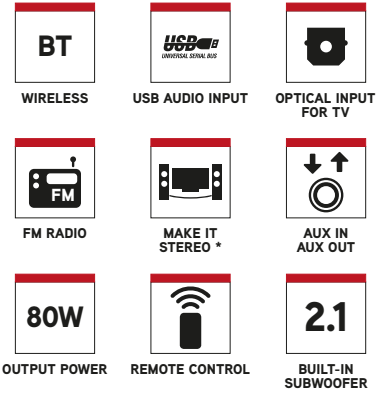 BT
WIRELESS
USB
UNIVERSAL SERIAL BUS
USB AUDIO INPUT
OPTICAL INPUT
FOR TV
FM
FM RADIO
MAKE IT
STEREO *
AUX IN
AUX OUT
80W
OUTPUT POWER
REMOTE CONTROL
2.1
BUILT-IN
SUBWOOFER